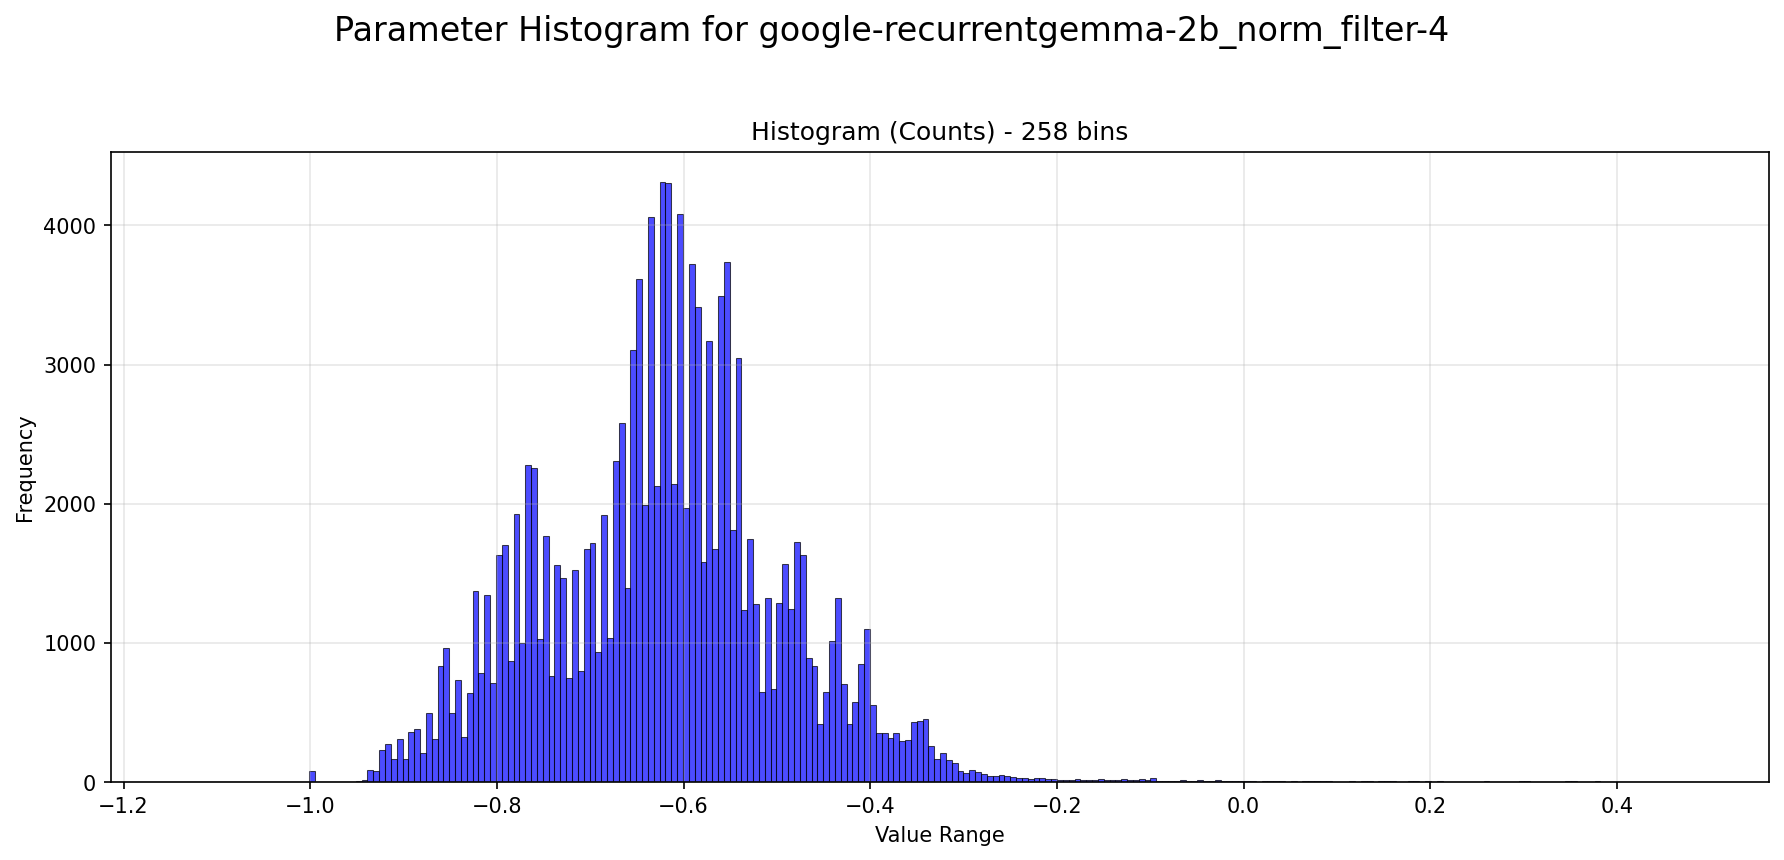 Parameter Histogram for google-recurrentgemma-2b_norm_filter-4
Histogram (Counts) - 258 bins
Frequency
4000
3000
2000
1000
0
−1.2 −1.0 −0.8 −0.6 −0.4 −0.2 0.0 0.2 0.4
Value Range